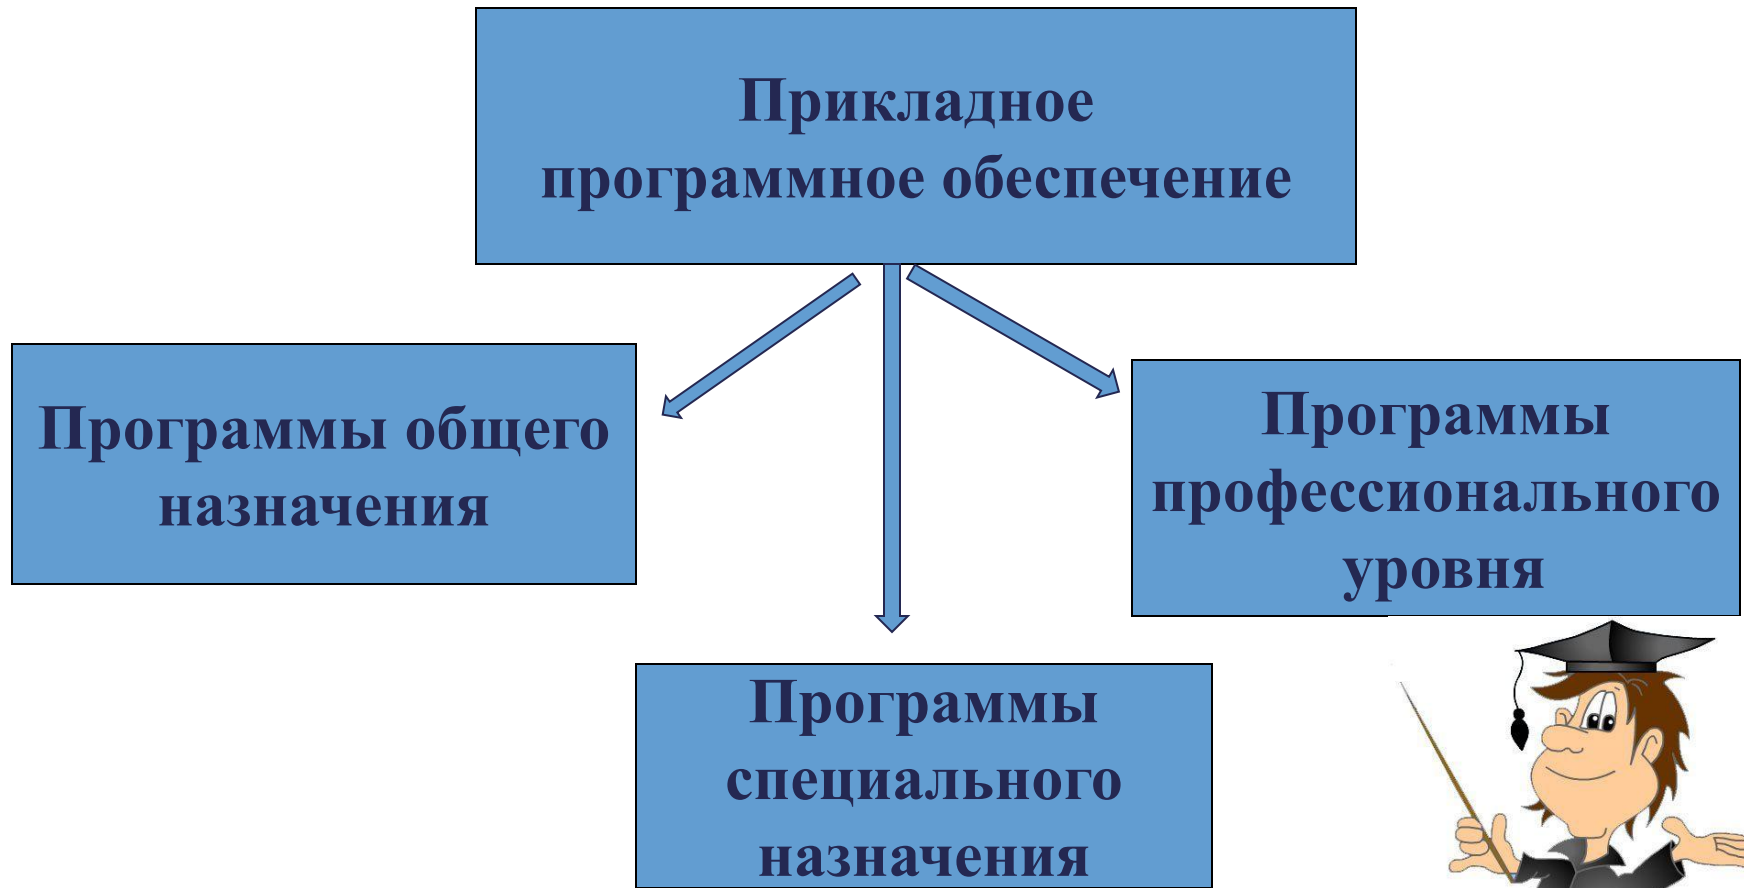 Прикладное
программное обеспечение
Программы общего
назначения
Программы
профессионального
уровня
Программы
специального
назначения